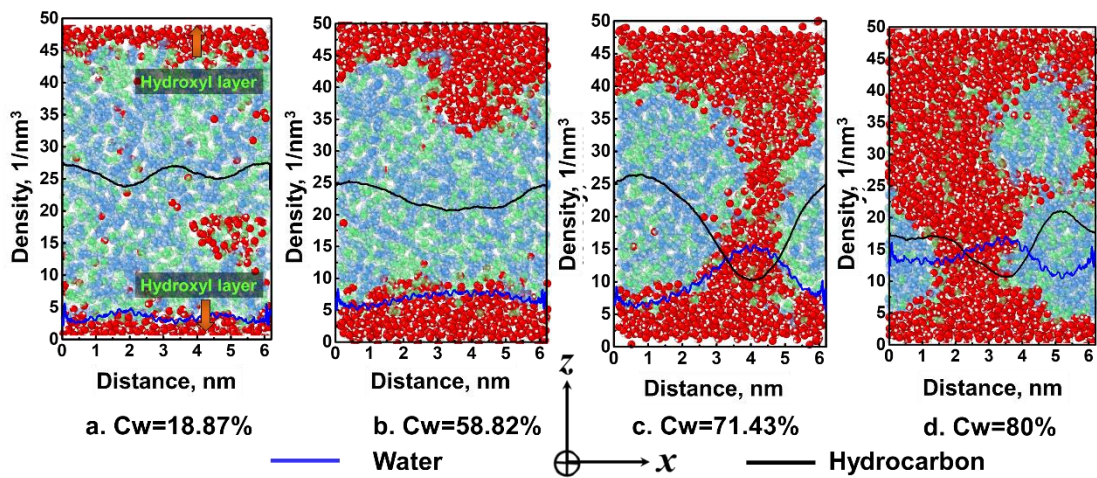 50 45 40 35 30 25 20 15 10 5 0
Density, 1/nm³
Hydroxyl layer
Hydroxyl layer
0 1 2 3 4 5 6
Distance, nm
a. Cw=18.87%
50 45 40 35 30 25 20 15 10 5 0
Density, 1/nm³
0 1 2 3 4 5 6
Distance, nm
b. Cw=58.82%
50 45 40 35 30 25 20 15 10 5 0
Density, 1/nm³
0 1 2 3 4 5 6
Distance, nm
c. Cw=71.43%
50 45 40 35 30 25 20 15 10 5 0
Density, 1/nm³
0 1 2 3 4 5 6
Distance, nm
d. Cw=80%
Water
z
x
Hydrocarbon